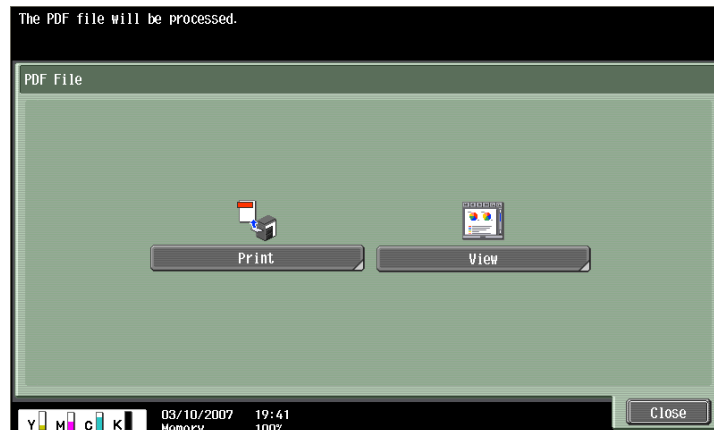 The PDF file will be processed.
PDF File
Print
View
Close
Y M C K
03/10/2007 19:41
Memory 100%